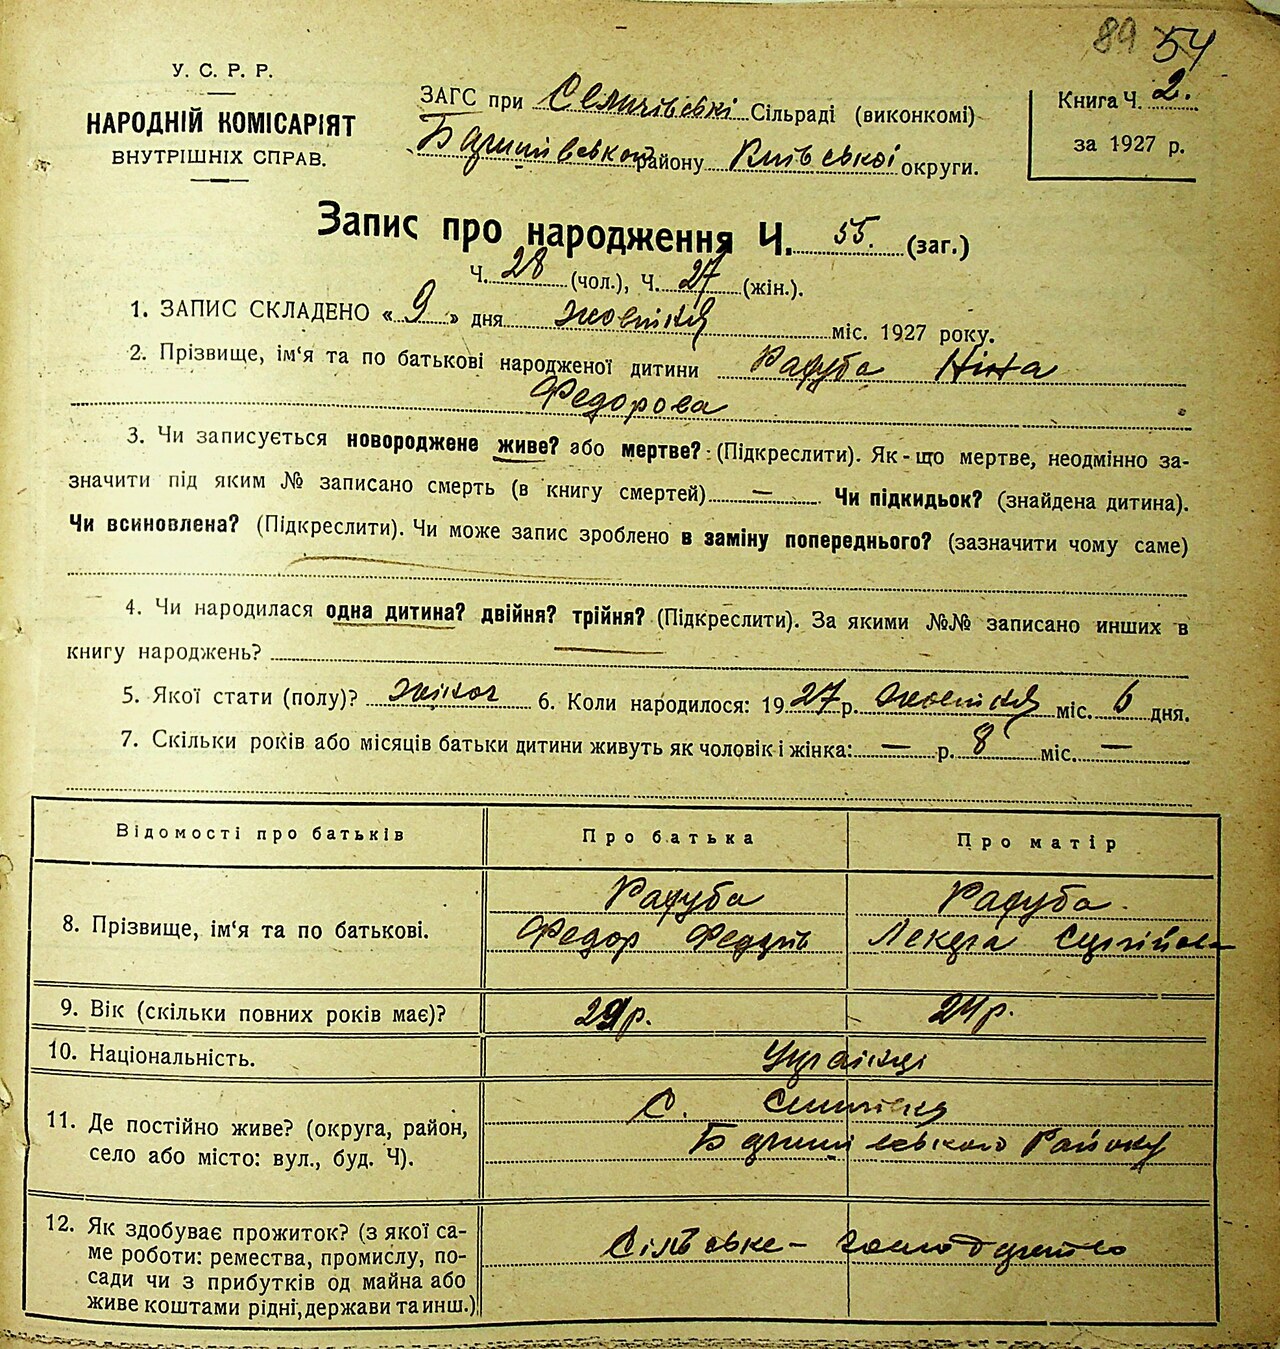 89 54
У. С. Р. Р.
НАРОДНІЙ КОМІСАРІЯТ
ВНУТРІШНІХ СПРАВ.
ЗАГС при Семиківські Сільраді (виконкомі)
району Київської округи.
Книга Ч. 2.
за 1927 р.
Запис про народження Ч. 55. (заг.)
Ч. 28 (чол.), Ч. 27 (жін.).
1. ЗАПИС СКЛАДЕНО « 9 » дня жовтня міс. 1927 року.
2. Прізвище, ім‘я та по батькові народженої дитини Радуба Ніна
Федорова
3. Чи записується новороджене живе? або мертве? (Підкреслити). Як-що мертве, неодмінно за-
значити під яким № записано смерть (в книгу смертей) — Чи підкидьок? (знайдена дитина).
Чи всиновлена? (Підкреслити). Чи може запис зроблено в заміну попереднього? (зазначити чому саме)
4. Чи народилася одна дитина? двійня? трійня? (Підкреслити). За якими №№ записано инших в
книгу народжень?
5. Якої стати (полу)? жіноч 6. Коли народилося: 1927 р. жовтня міс. 6 дня.
7. Скільки років або місяців батьки дитини живуть як чоловік і жінка: — р. 8 міс. —
Відомості про батьків Про батька Про матір
8. Прізвище, ім‘я та по батькові. Радуба Радуба
Федор Федорів Лекера Сергійова
9. Вік (скільки повних років має)? 29 р. 24 р.
10. Національність. Українці
11. Де постійно живе? (округа, район,
село або місто: вул., буд. Ч). С.
Району
12. Як здобуває прожиток? (з якої са-
ме роботи: ремества, промислу, по-
сади чи з прибутків од майна або
живе коштами рідні, держави та инш.) Сільське-господарство